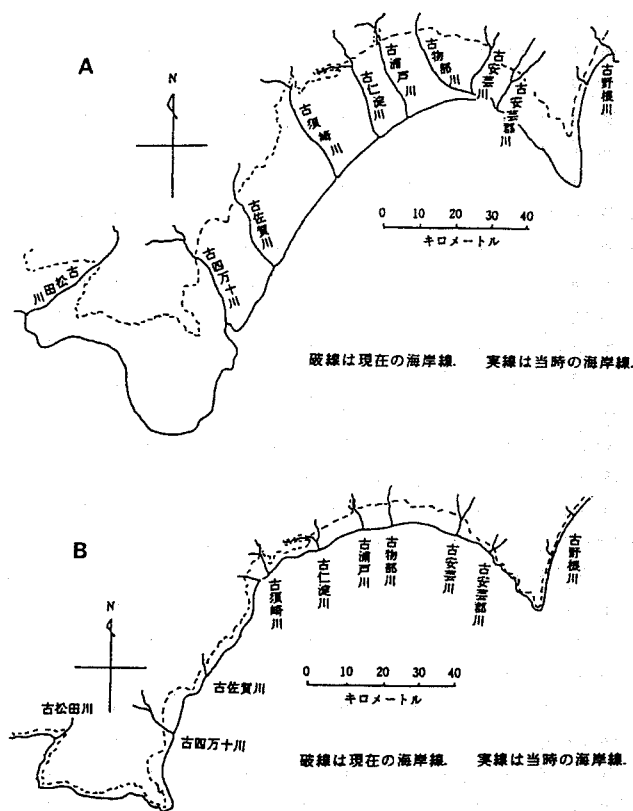 A
N
古松田川
古四万十川
古佐賀川
古須崎川
古仁淀川
古浦戸川
古物部川
古安芸川
古安芸郡川
古野根川
0 10 20 30 40
キロメートル
破線は現在の海岸線. 実線は当時の海岸線.
B
N
古松田川
古四万十川
古佐賀川
古須崎川
古仁淀川
古浦戸川
古物部川
古安芸川
古安芸郡川
古野根川
0 10 20 30 40
キロメートル
破線は現在の海岸線. 実線は当時の海岸線.